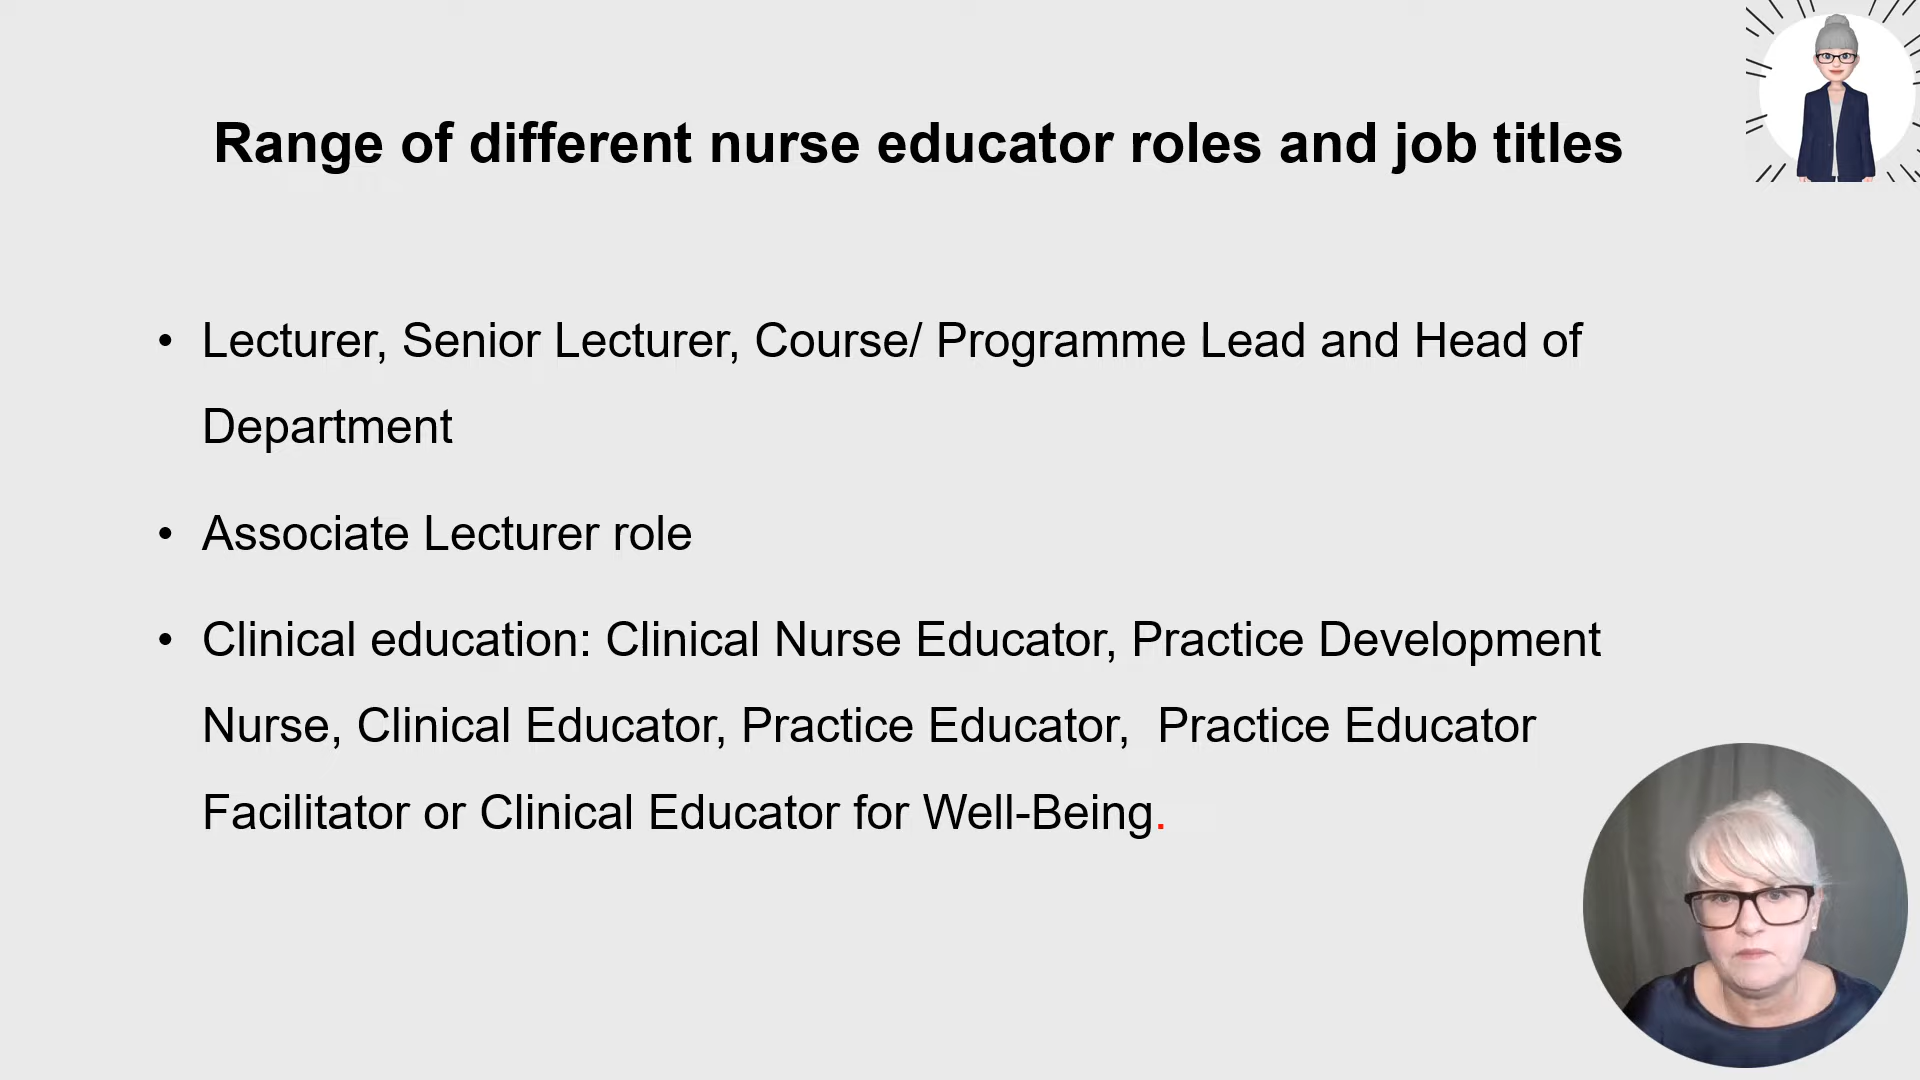 Range of different nurse educator roles and job titles
• Lecturer, Senior Lecturer, Course/ Programme Lead and Head of
Department
• Associate Lecturer role
• Clinical education: Clinical Nurse Educator, Practice Development
Nurse, Clinical Educator, Practice Educator,  Practice Educator
Facilitator or Clinical Educator for Well-Being.